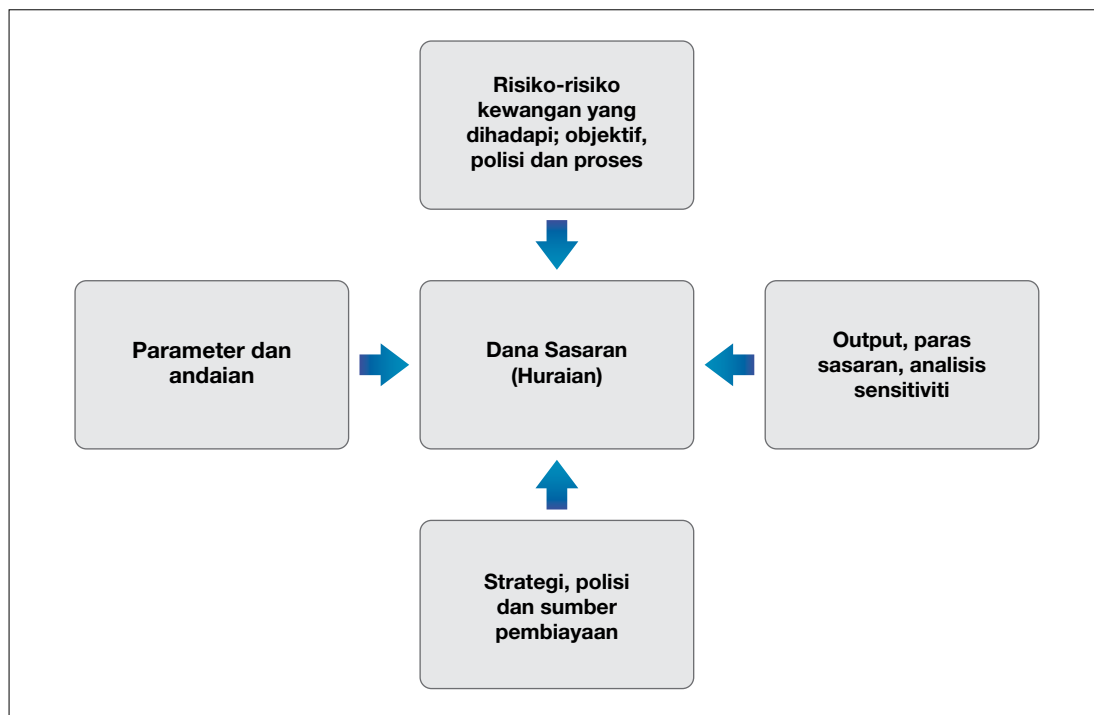 Risiko-risiko
kewangan yang
dihadapi; objektif,
polisi dan proses
Parameter dan
andaian
Dana Sasaran
(Huraian)
Output, paras
sasaran, analisis
sensitiviti
Strategi, polisi
dan sumber
pembiayaan